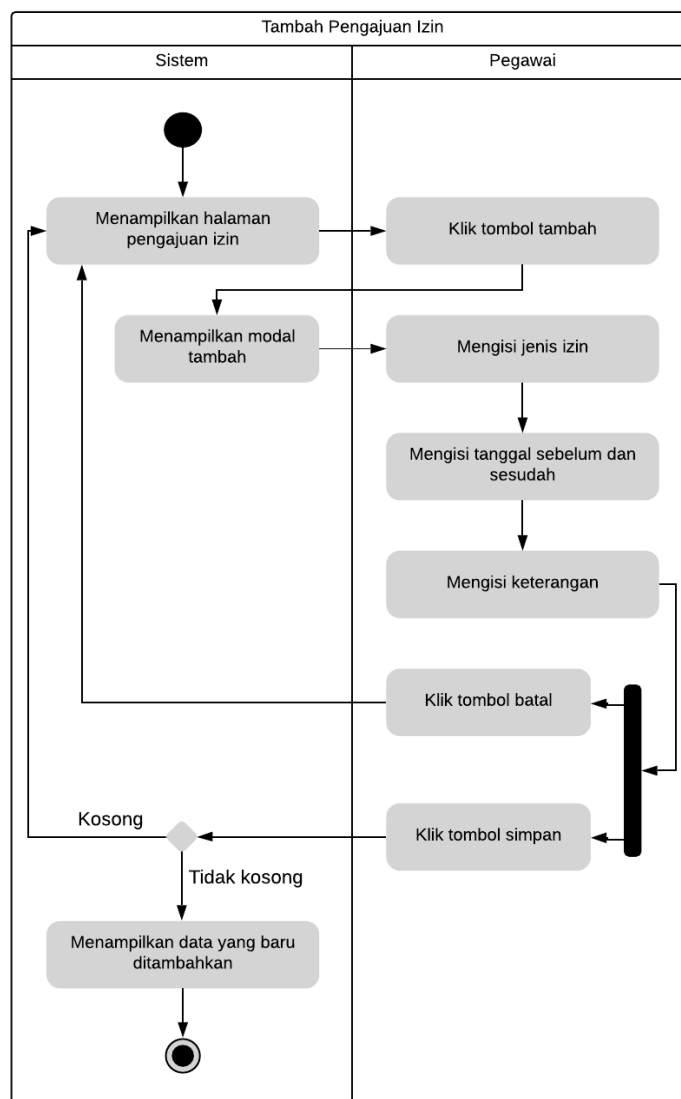 Tambah Pengajuan Izin
Sistem
Pegawai
Menampilkan halaman
pengajuan izin
Klik tombol tambah
Menampilkan modal
tambah
Mengisi jenis izin
Mengisi tanggal sebelum dan
sesudah
Mengisi keterangan
Klik tombol batal
Kosong
Klik tombol simpan
Tidak kosong
Menampilkan data yang baru
ditambahkan